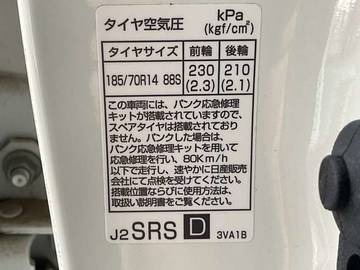 タイヤ空気圧 kPa (kgf/cm²)
タイヤサイズ 前輪 後輪
185/70R14 88S 230 (2.3) 210 (2.1)
この車両には、パンク応急修理
キットが搭載されていますので、
スペアタイヤは搭載されており
ません。パンクした場合は、
パンク応急修理キットを用いて
応急修理を行い、80Km/h
以下で走行し、速やかに日産販売
会社にて点検を受けてください。
搭載位置ならびに使用方法は、
取扱い説明書をご覧ください。
J2 SRS D 3VA1B